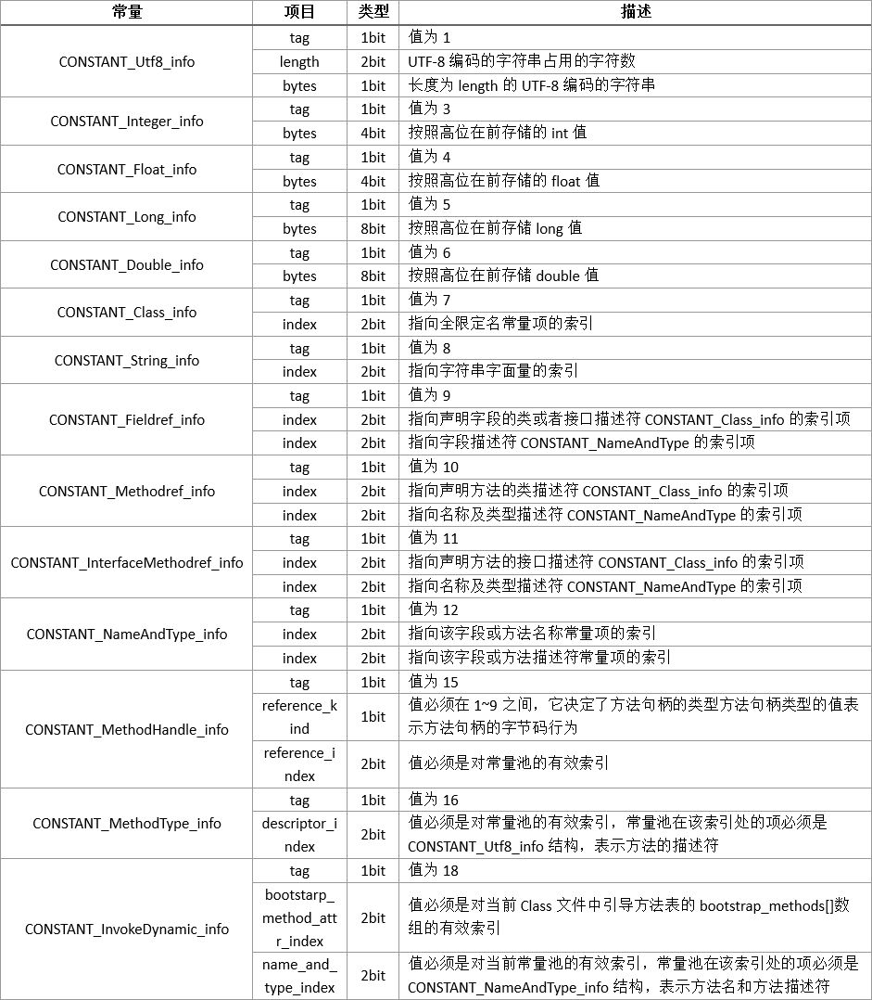 常量 项目 类型 描述
CONSTANT_Utf8_info tag 1bit 值为 1
length 2bit UTF-8 编码的字符串占用的字符数
bytes 1bit 长度为 length 的 UTF-8 编码的字符串
CONSTANT_Integer_info tag 1bit 值为 3
bytes 4bit 按照高位在前存储的 int 值
CONSTANT_Float_info tag 1bit 值为 4
bytes 4bit 按照高位在前存储的 float 值
CONSTANT_Long_info tag 1bit 值为 5
bytes 8bit 按照高位在前存储 long 值
CONSTANT_Double_info tag 1bit 值为 6
bytes 8bit 按照高位在前存储 double 值
CONSTANT_Class_info tag 1bit 值为 7
index 2bit 指向全限定名常量项的索引
CONSTANT_String_info tag 1bit 值为 8
index 2bit 指向字符串字面量的索引
CONSTANT_Fieldref_info tag 1bit 值为 9
index 2bit 指向声明字段的类或者接口描述符 CONSTANT_Class_info 的索引项
index 2bit 指向字段描述符 CONSTANT_NameAndType 的索引项
CONSTANT_Methodref_info tag 1bit 值为 10
index 2bit 指向声明方法的类描述符 CONSTANT_Class_info 的索引项
index 2bit 指向名称及类型描述符 CONSTANT_NameAndType 的索引项
CONSTANT_InterfaceMethodref_info tag 1bit 值为 11
index 2bit 指向声明方法的接口描述符 CONSTANT_Class_info 的索引项
index 2bit 指向名称及类型描述符 CONSTANT_NameAndType 的索引项
CONSTANT_NameAndType_info tag 1bit 值为 12
index 2bit 指向该字段或方法名称常量项的索引
index 2bit 指向该字段或方法描述符常量项的索引
CONSTANT_MethodHandle_info tag 1bit 值为 15
reference_k
ind
1bit
值必须在 1~9 之间，它决定了方法句柄的类型方法句柄类型的值表
示方法句柄的字节码行为
reference_i
ndex
2bit
值必须是对常量池的有效索引
CONSTANT_MethodType_info tag 1bit 值为 16
descriptor_i
ndex
2bit
值必须是对常量池的有效索引，常量池在该索引处的项必须是
CONSTANT_Utf8_info 结构，表示方法的描述符
CONSTANT_InvokeDynamic_info tag 1bit 值为 18
bootstarp_
method_att
r_index
2bit
值必须是对当前 Class 文件中引导方法表的 bootstrap_methods[]数
组的有效索引
name_and_
type_index
2bit
值必须是对当前常量池的有效索引，常量池在该索引处的项必须是
CONSTANT_NameAndType_info 结构，表示方法名和方法描述符